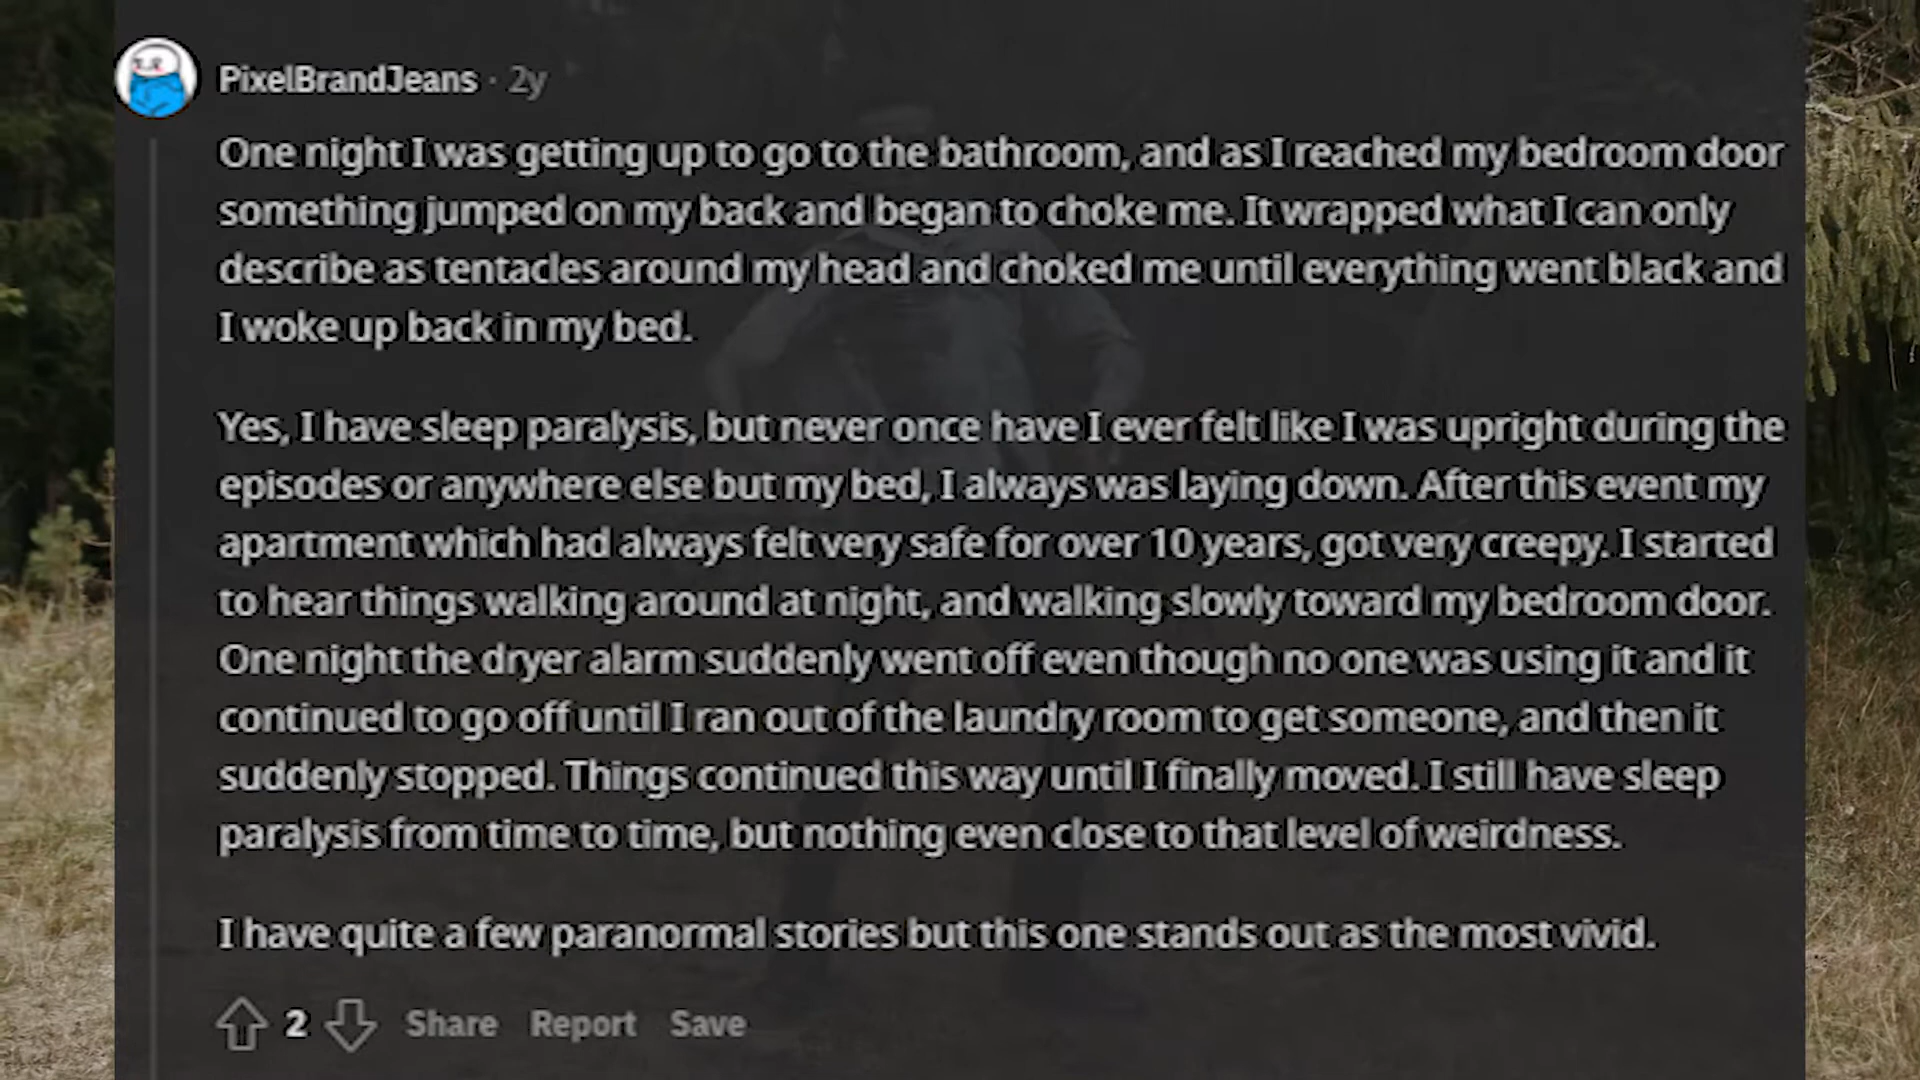 PixelBrandJeans · 2y
One night I was getting up to go to the bathroom, and as I reached my bedroom door
something jumped on my back and began to choke me. It wrapped what I can only
describe as tentacles around my head and choked me until everything went black and
I woke up back in my bed.
Yes, I have sleep paralysis, but never once have I ever felt like I was upright during the
episodes or anywhere else but my bed, I always was laying down. After this event my
apartment which had always felt very safe for over 10 years, got very creepy. I started
to hear things walking around at night, and walking slowly toward my bedroom door.
One night the dryer alarm suddenly went off even though no one was using it and it
continued to go off until I ran out of the laundry room to get someone, and then it
suddenly stopped. Things continued this way until I finally moved. I still have sleep
paralysis from time to time, but nothing even close to that level of weirdness.
I have quite a few paranormal stories but this one stands out as the most vivid.
2 Share Report Save